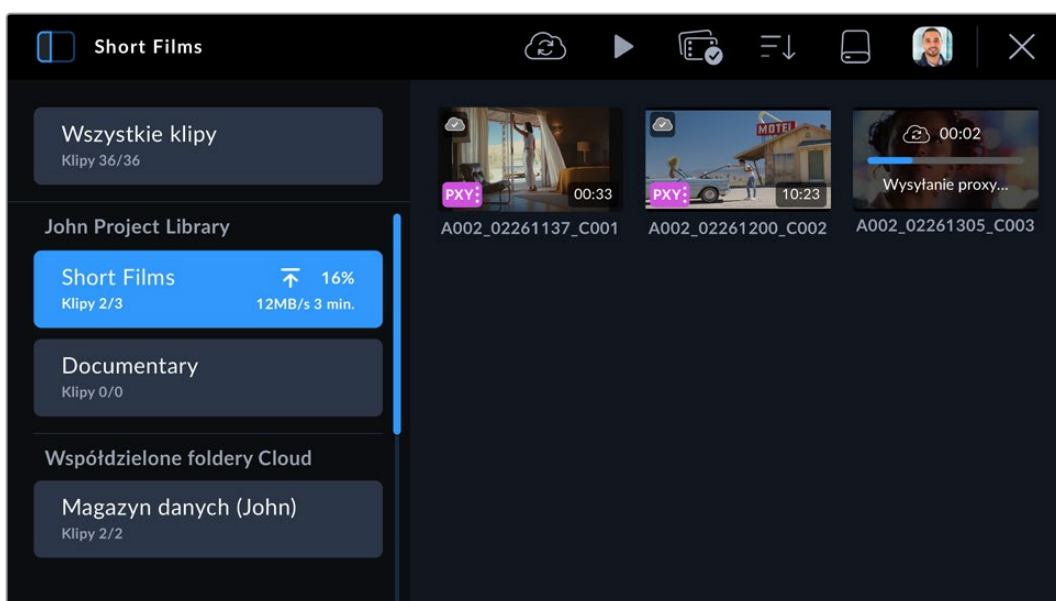 Short Films
Wszystkie klipy
Klipy 36/36
John Project Library
Short Films 16%
Klipy 2/3 12MB/s 3 min.
Documentary
Klipy 0/0
Współdzielone foldery Cloud
Magazyn danych (John)
Klipy 2/2
PXY 00:33
A002_02261137_C001
MOTEL
PXY 10:23
A002_02261200_C002
00:02
Wysyłanie proxy...
A002_02261305_C003